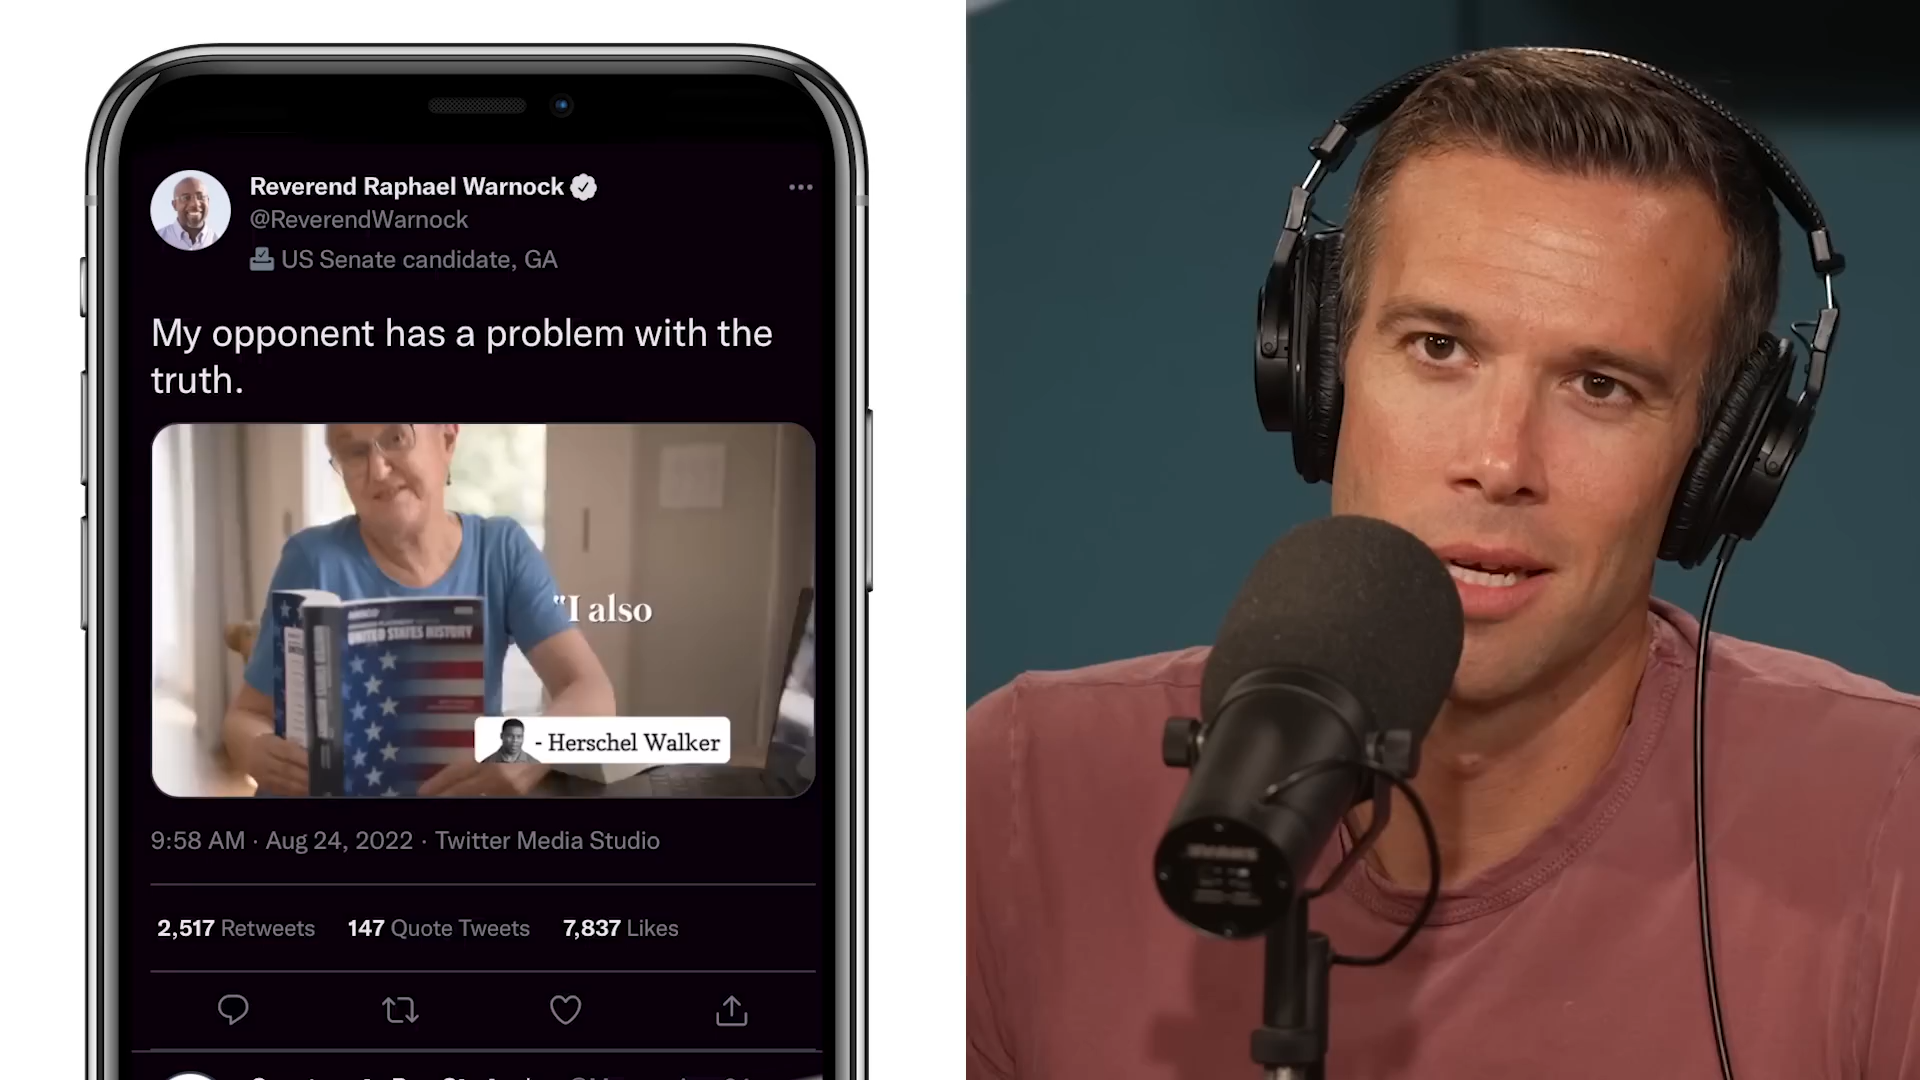 Reverend Raphael Warnock
@ReverendWarnock
US Senate candidate, GA
My opponent has a problem with the
truth.
"I also
UNITED STATES HISTORY
- Herschel Walker
9:58 AM · Aug 24, 2022 · Twitter Media Studio
2,517 Retweets 147 Quote Tweets 7,837 Likes